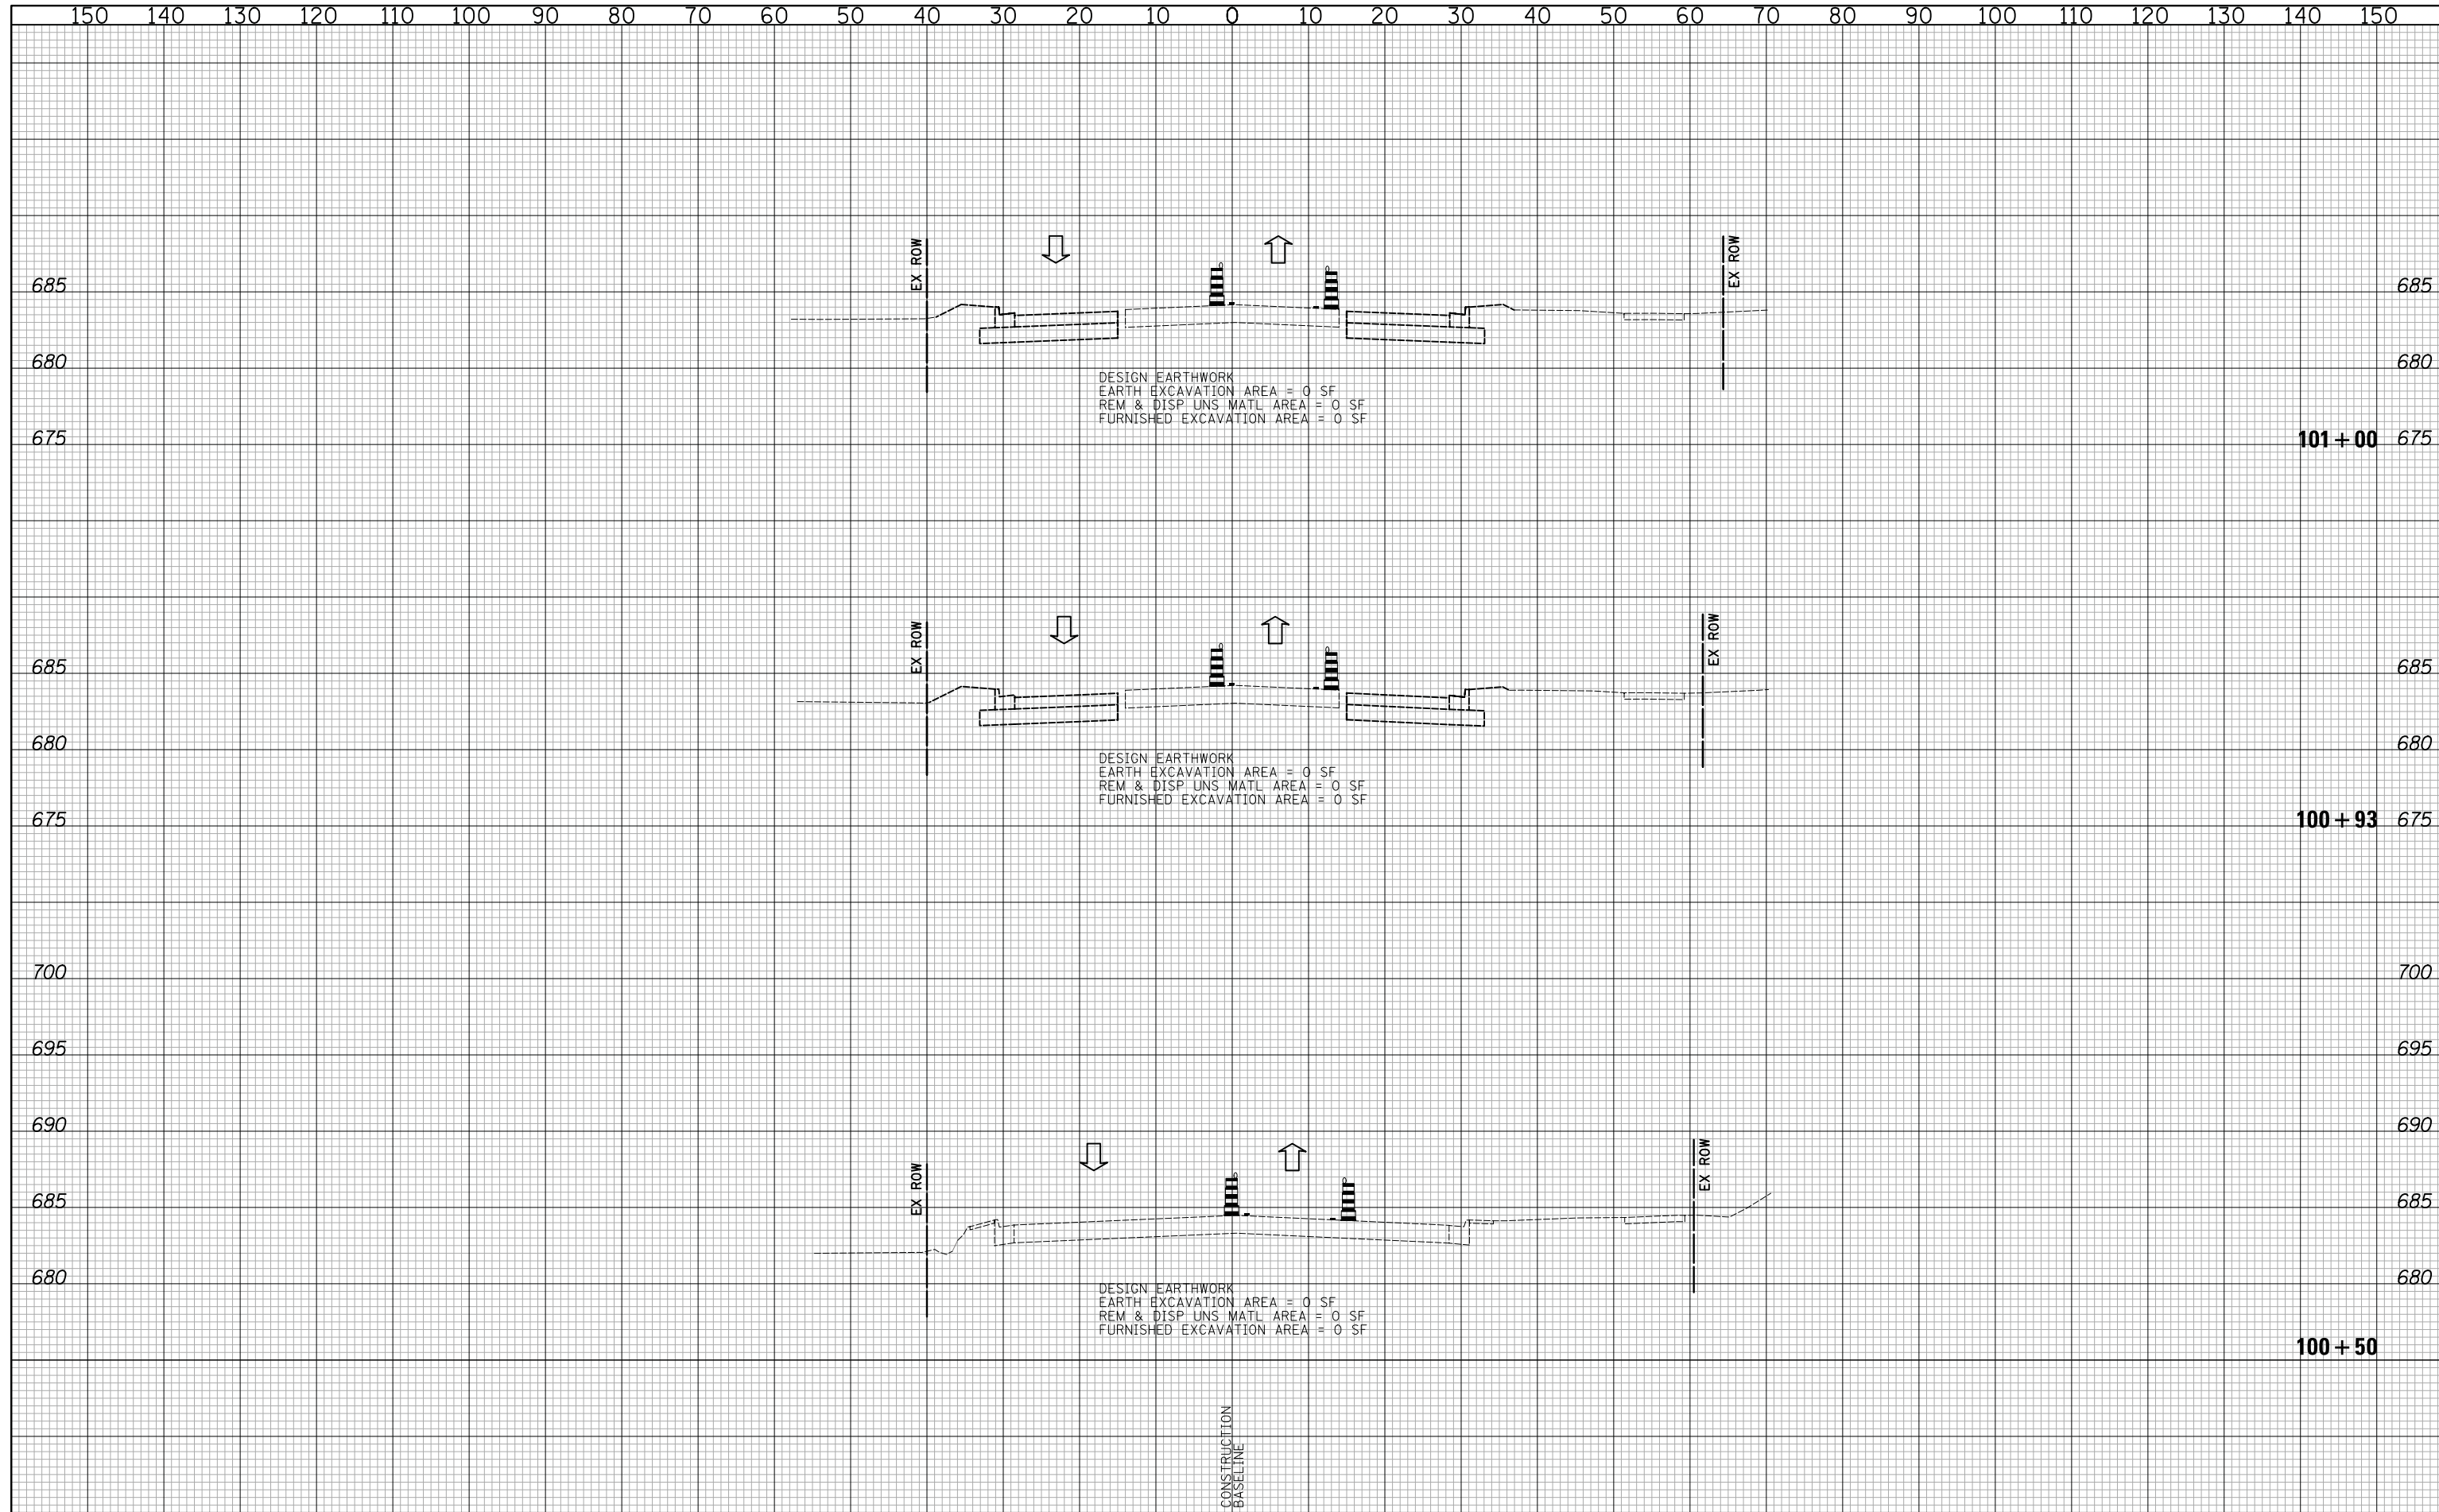 150 140 130 120 110 100 90 80 70 60 50 40 30 20 10 0 10 20 30 40 50 60 70 80 90 100 110 120 130 140 150
EX ROW
EX ROW
685 685
680 680
DESIGN EARTHWORK
EARTH EXCAVATION AREA = 0 SF
REM & DISP UNS MATL AREA = 0 SF
FURNISHED EXCAVATION AREA = 0 SF
675 101+00 675
EX ROW
EX ROW
685 685
680 680
DESIGN EARTHWORK
EARTH EXCAVATION AREA = 0 SF
REM & DISP UNS MATL AREA = 0 SF
FURNISHED EXCAVATION AREA = 0 SF
675 100+93 675
700 700
695 695
690 690
EX ROW
EX ROW
685 685
680 680
DESIGN EARTHWORK
EARTH EXCAVATION AREA = 0 SF
REM & DISP UNS MATL AREA = 0 SF
FURNISHED EXCAVATION AREA = 0 SF
100+50
CONSTRUCTION
BASELINE